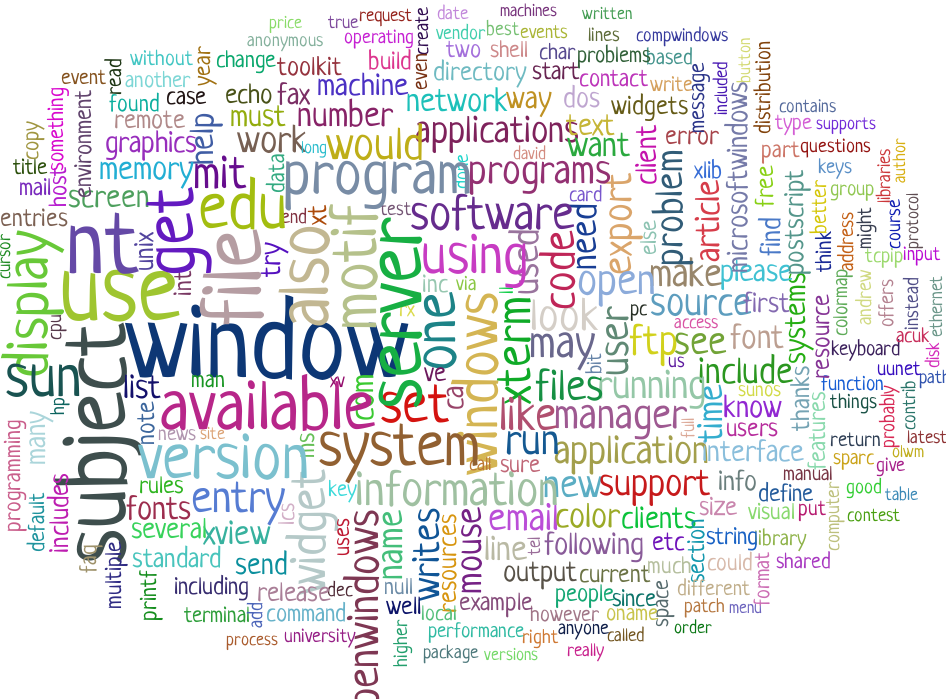 price
true
request
date
machines
written
anonymous
operating
create
vendor
best
events
lines
compwindows
without
change
build
even
two
shell
char
problems
based
button
event
read
another
year
toolkit
machine
directory
start
contact
write
message
included
distribution
found
case
echo
fax
network
way
dos
widgets
contains
copy
something
environment
remote
must
number
applications
text
type
supports
graphics
help
work
long
would
want
client
error
microsoftwindows
part
questions
title
host
memory
mit
data
program
done
david
programs
problem
xlib
free
keys
libraries
author
mail
screen
edu
end
xt
test
software
card
need
export
article
postscript
better
group
entries
get
unix
also
motif
code
else
find
think
address
might
course
protocol
cursor
display
nt
int
file
try
server
using
used
open
make
please
systems
tcpip
input
use
inc
via
rx
look
pc
source
first
resource
colormap
andrew
offers
instead
ethernet
cpu
window
one
windows
xterm
may
user
ftp
see
access
font
keyboard
acuk
disk
sun
hp
subject
list
man
xv
com
ve
ca
files
bit
running
us
include
thanks
function
uunet
path
many
note
available
set
like
manager
time
know
sunos
things
probably
contrib
programming
news
site
ms
system
run
full
users
features
return
olwm
latest
version
call
sure
application
interface
sparc
give
default
includes
rules
entry
lcs
widget
key
information
new
support
info
manual
define
good
table
fonts
several
xview
uses
openwindows
name
writes
resources
mouse
email
color
clients
size
visual
put
computer
contest
faq
multiple
standard
send
line
tel
following
etc
section
string
library
printf
including
release
dec
null
output
current
much
could
format
shared
terminal
add
command
well
local
example
people
since
space
different
process
university
higher
performance
however
oname
patch
menu
package
versions
right
anyone
called
order
really